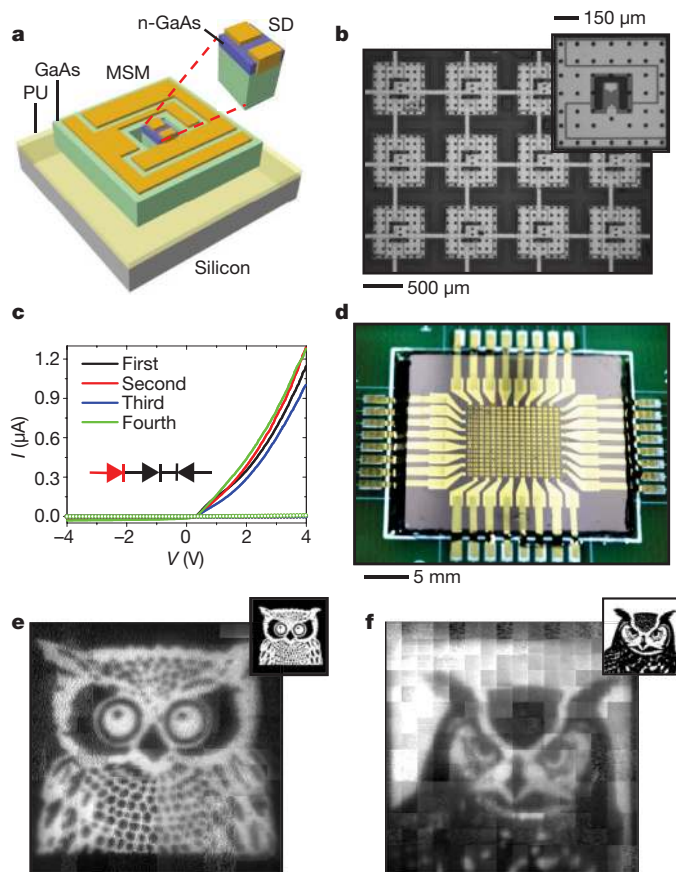 a
n-GaAs
SD
GaAs
MSM
PU
Silicon
b
150 µm
500 µm
c
1.2
0.9
0.6
0.3
0.0
I (µA)
First
Second
Third
Fourth
−4
−2
0
2
4
V (V)
d
5 mm
e
f